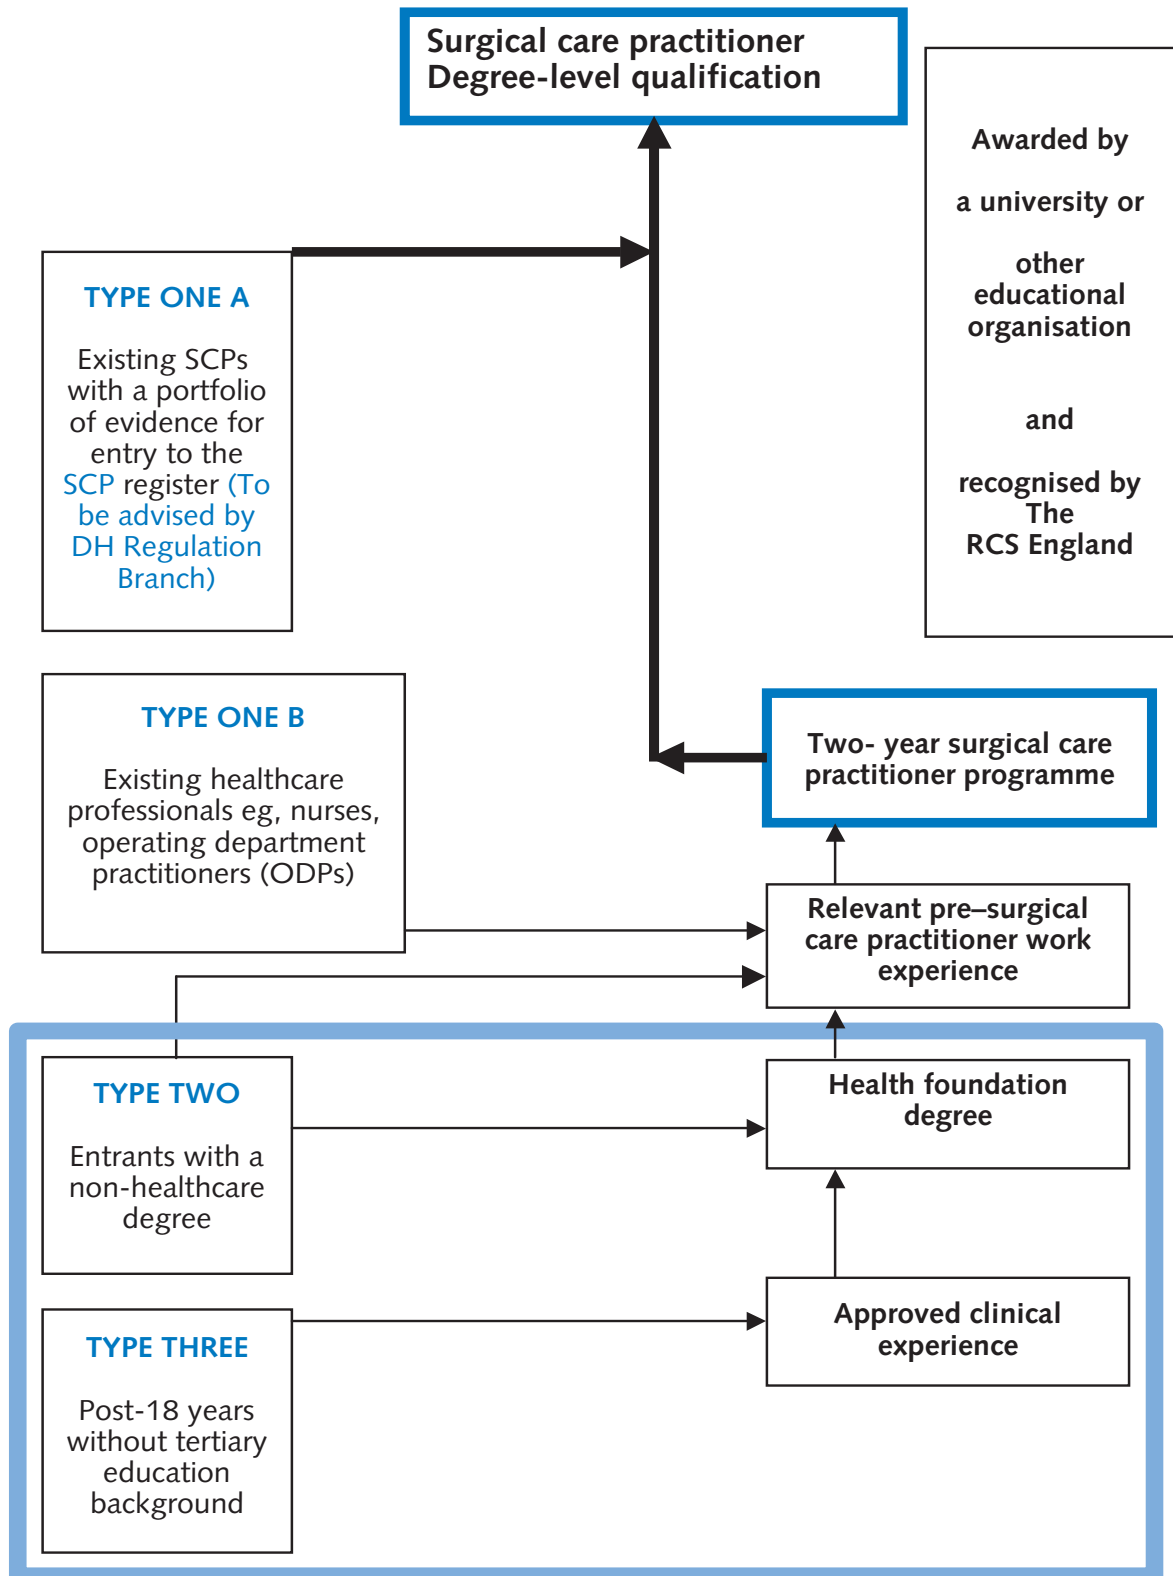 Surgical care practitioner
Degree-level qualification
Awarded by
a university or
other
educational
organisation
and
recognised by
The
RCS England
TYPE ONE A
Existing SCPs
with a portfolio
of evidence for
entry to the
SCP register (To
be advised by
DH Regulation
Branch)
TYPE ONE B
Existing healthcare
professionals eg, nurses,
operating department
practitioners (ODPs)
Two- year surgical care
practitioner programme
Relevant pre–surgical
care practitioner work
experience
TYPE TWO
Entrants with a
non-healthcare
degree
Health foundation
degree
TYPE THREE
Post-18 years
without tertiary
education
background
Approved clinical
experience